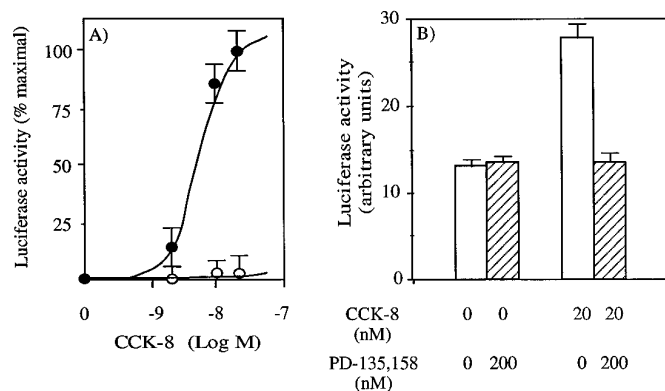 A)
Luciferase activity (% maximal)
100
75
50
25
0 -9 -8 -7
CCK-8 (Log M)
B)
Luciferase activity
(arbitrary units)
30
20
10
0
CCK-8 0 0 20 20
(nM)
PD-135,158 0 200 0 200
(nM)